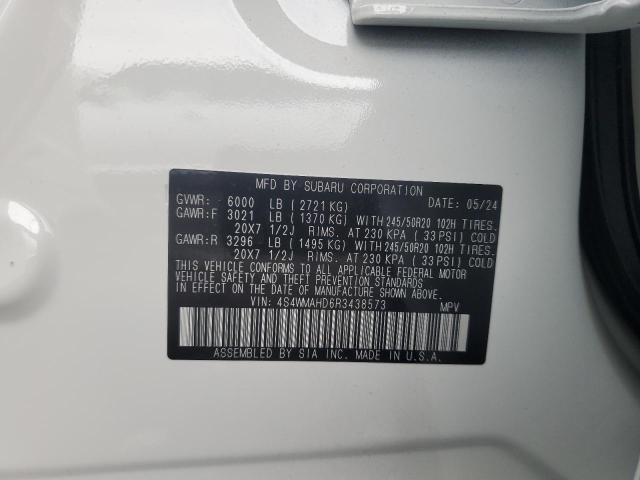 MFD BY SUBARU CORPORATION DATE: 05/24
GVWR: 6000 LB (2721 KG)
GAWR:F 3021 LB (1370 KG) WITH 245/50R20 102H TIRES.
20X7 1/2J RIMS. AT 230 KPA (33 PSI) COLD
GAWR:R 3296 LB (1495 KG) WITH 245/50R20 102H TIRES.
20X7 1/2J RIMS. AT 230 KPA (33 PSI) COLD
THIS VEHICLE CONFORMS TO ALL APPLICABLE FEDERAL MOTOR
VEHICLE SAFETY AND THEFT PREVENTION STANDARDS
IN EFFECT ON THE DATE OF MANUFACTURE SHOWN ABOVE.
VIN: 4S4WMAHD6R3438573 MPV
ASSEMBLED BY SIA INC. MADE IN U.S.A.